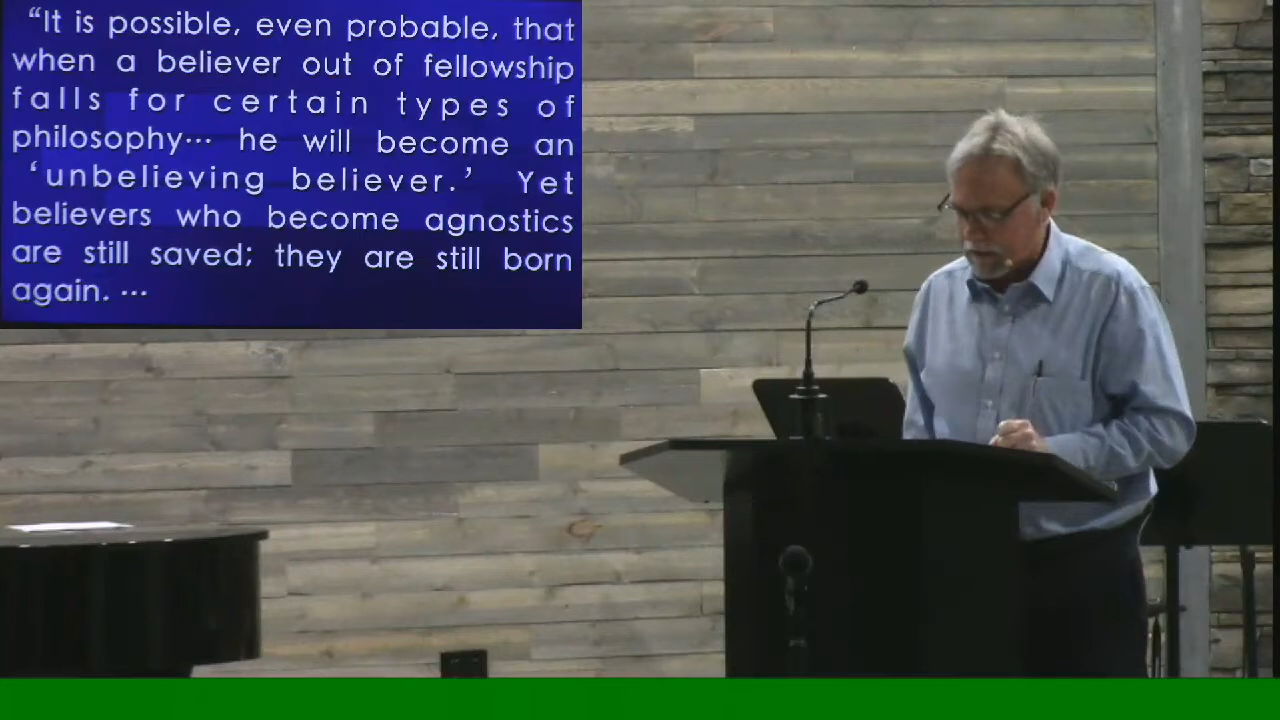 “It is possible, even probable, that
when a believer out of fellowship
falls for certain types of
philosophy… he will become an
‘unbelieving believer.’ Yet
believers who become agnostics
are still saved; they are still born
again. …